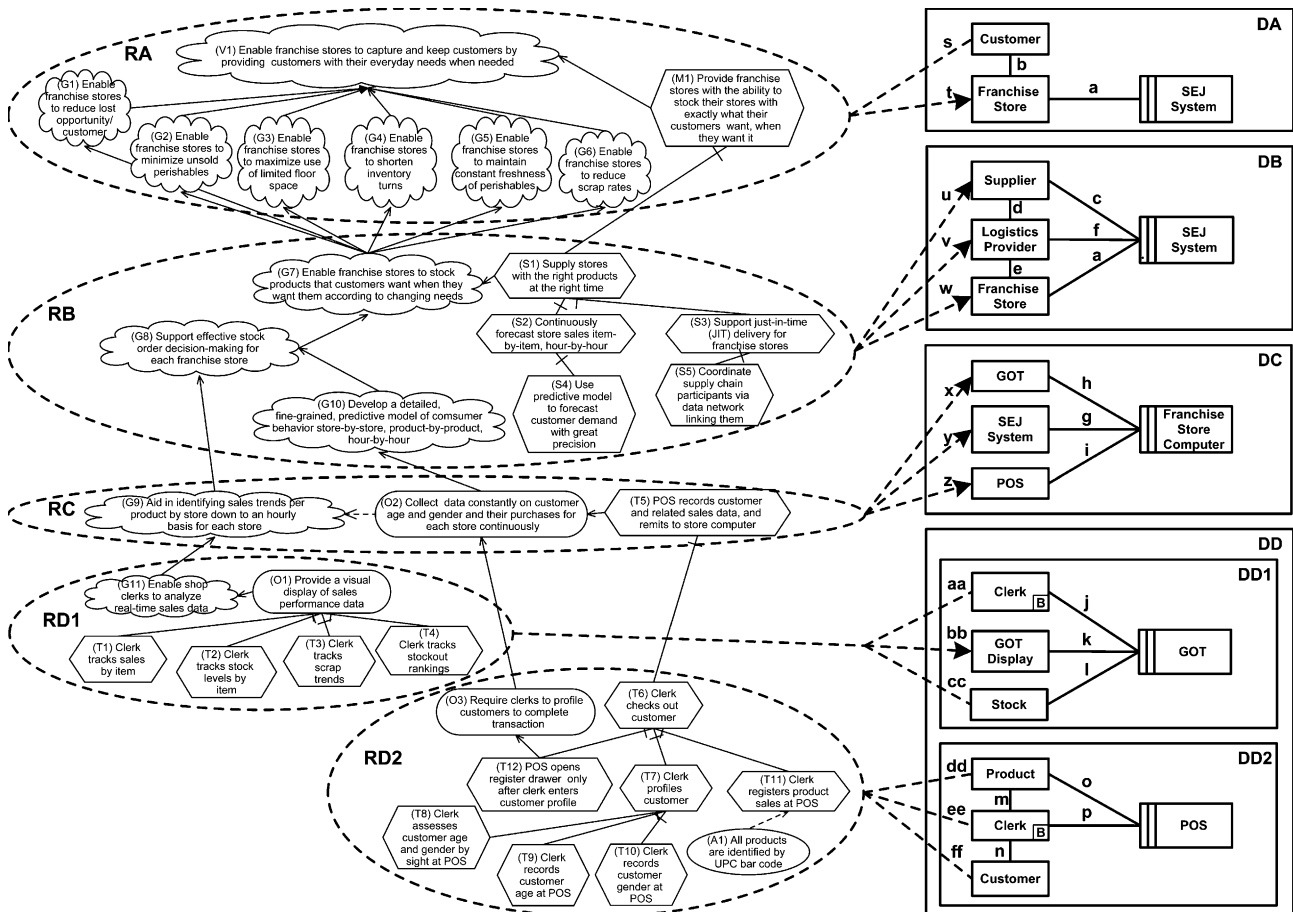 RA
(V1) Enable franchise stores to capture and keep customers by
providing customers with their everyday needs when needed
(G1) Enable
franchise stores
to reduce lost
opportunity/
customer
(G2) Enable
franchise stores to
minimize unsold
perishables
(G3) Enable
franchise stores
to maximize use
of limited floor
space
(G4) Enable
franchise stores
to shorten
inventory
turns
(G5) Enable
franchise stores
to maintain
constant freshness
of perishables
(G6) Enable
franchise stores
to reduce
scrap rates
(M1) Provide franchise
stores with the ability to
stock their stores with
exactly what their
customers want, when
they want it
RB
(G7) Enable franchise stores to stock
products that customers want when they
want them according to changing needs
(S1) Supply stores
with the right products
at the right time
(G8) Support effective stock
order decision-making for
each franchise store
(S2) Continuously
forecast store sales item-
by-item, hour-by-hour
(S3) Support just-in-time
(JIT) delivery for
franchise stores
(G10) Develop a detailed,
fine-grained, predictive model of comsumer
behavior store-by-store, product-by-product,
hour-by-hour
(S4) Use
predictive model
to forecast
customer demand
with great
precision
(S5) Coordinate
supply chain
participants via
data network
linking them
RC
(G9) Aid in identifying sales trends per
product by store down to an hourly
basis for each store
(O2) Collect data constantly on customer
age and gender and their purchases for
each store continuously
(T5) POS records customer
and related sales data, and
remits to store computer
RD1
(G11) Enable shop
clerks to analyze
real-time sales data
(O1) Provide a visual
display of sales
performance data
(T1) Clerk
tracks sales
by item
(T2) Clerk
tracks stock
levels by
item
(T3) Clerk
tracks
scrap
trends
(T4)
Clerk tracks
stockout
rankings
RD2
(O3) Require clerks to profile
customers to complete
transaction
(T6) Clerk
checks out
customer
(T12) POS opens
register drawer only
after clerk enters
customer profile
(T7) Clerk
profiles
customer
(T11) Clerk
registers product
sales at POS
(T8) Clerk
assesses
customer age
and gender by
sight at POS
(T9) Clerk
records
customer
age at POS
(T10) Clerk
records
customer
gender at
POS
(A1) All products
are identified by
UPC bar code
DA
s
Customer
b
t
Franchise
Store
a
SEJ
System
DB
u
Supplier
c
d
v
Logistics
Provider
f
SEJ
System
e
a
w
Franchise
Store
DC
x
GOT
h
y
SEJ
System
g
Franchise
Store
Computer
i
z
POS
DD
DD1
aa
Clerk
B
j
bb
GOT
Display
k
GOT
l
cc
Stock
DD2
dd
Product
o
m
ee
Clerk
B
p
POS
n
ff
Customer